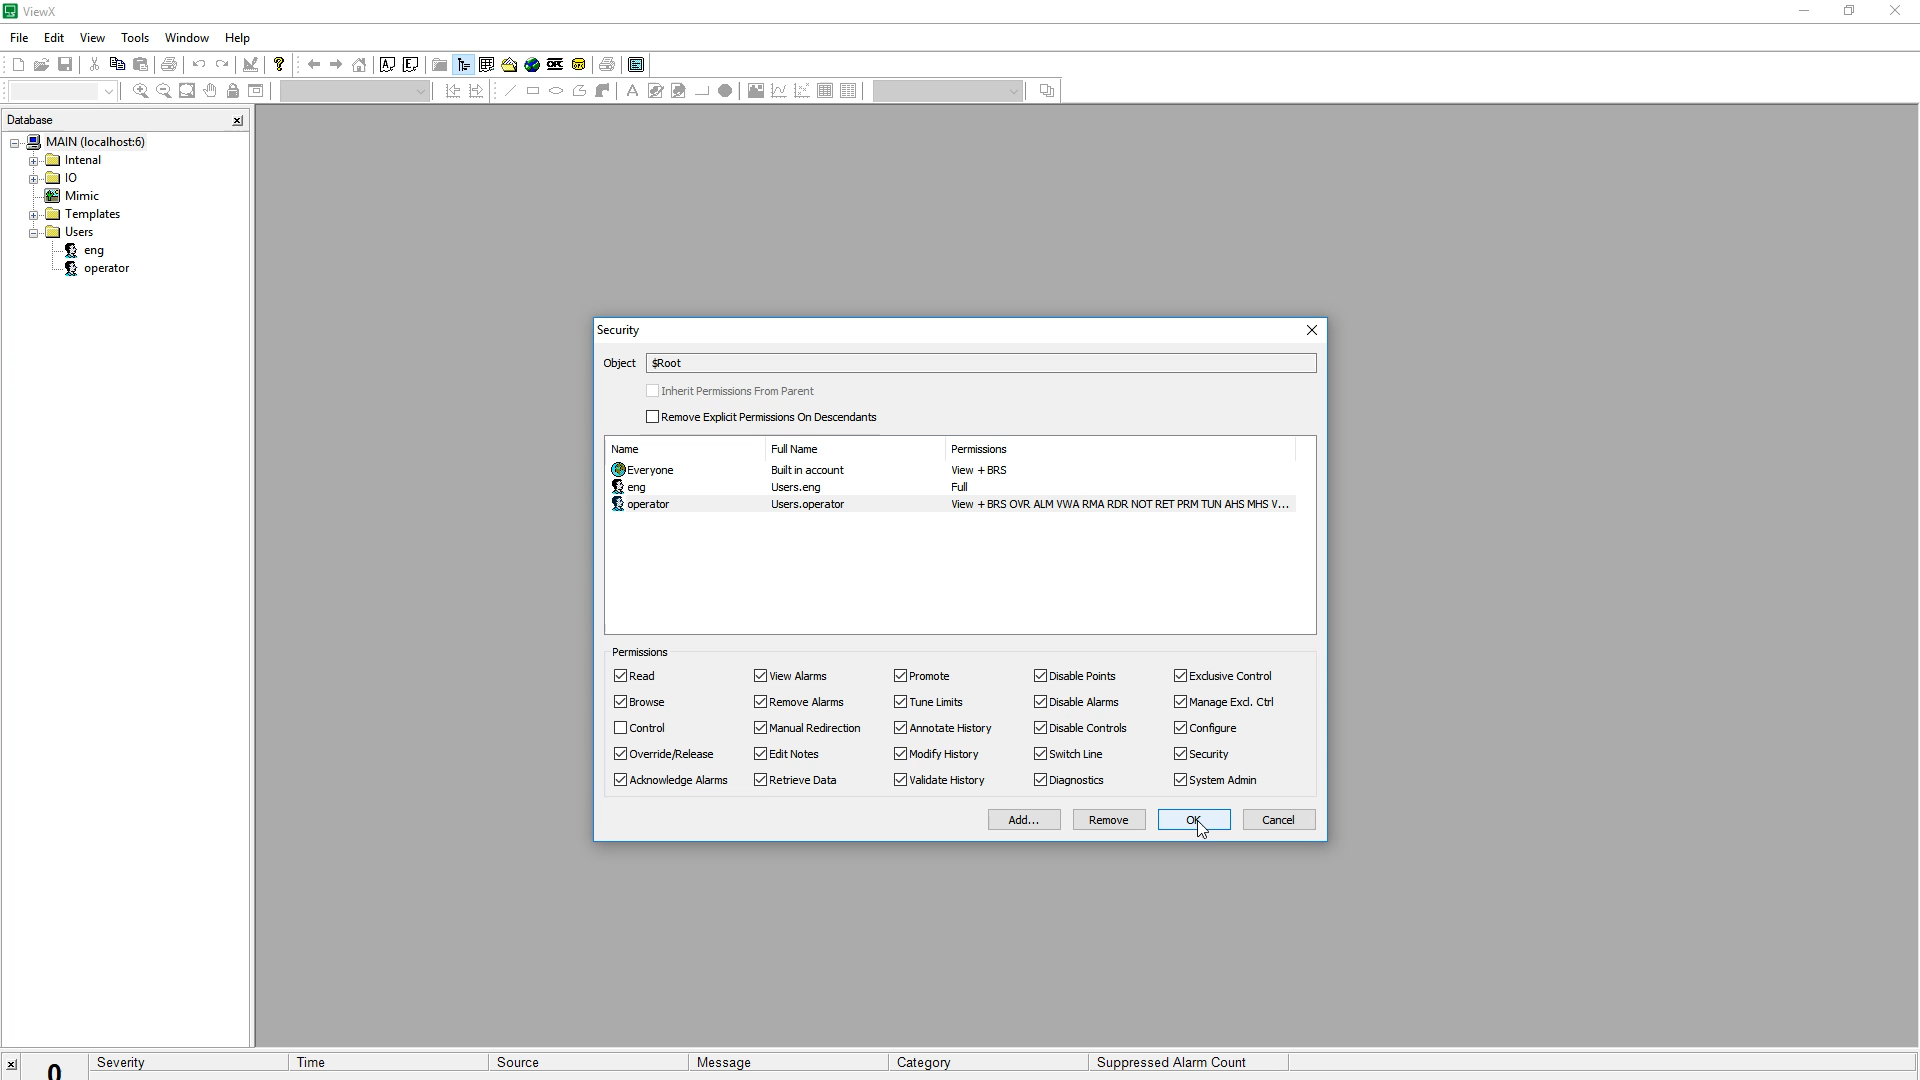 ViewX
File Edit View Tools Window Help
Database
MAIN (localhost:6)
Intenal
IO
Mimic
Templates
Users
eng
operator
Security
Object $Root
Inherit Permissions From Parent
Remove Explicit Permissions On Descendants
Name Full Name Permissions
Everyone Built in account View + BRS
eng Users.eng Full
operator Users.operator View + BRS OVR ALM VWA RMA RDR NOT RET PRM TUN AHS MHS V...
Permissions
Read View Alarms Promote Disable Points Exclusive Control
Browse Remove Alarms Tune Limits Disable Alarms Manage Excl. Ctrl
Control Manual Redirection Annotate History Disable Controls Configure
Override/Release Edit Notes Modify History Switch Line Security
Acknowledge Alarms Retrieve Data Validate History Diagnostics System Admin
Add... Remove OK Cancel
0 Severity Time Source Message Category Suppressed Alarm Count